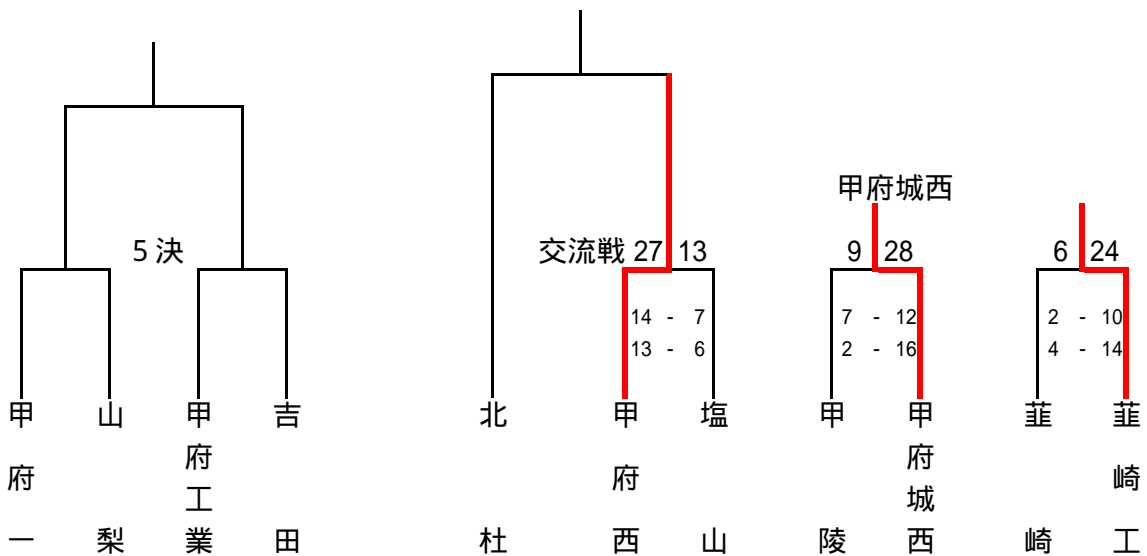 甲府城西
5決
交流戦 27 13
9 28
6 24
14 - 7
13 - 6
7 - 12
2 - 16
2 - 10
4 - 14
甲府一
山梨
甲府工業
吉田
北杜
甲府西
塩山
甲陵
甲府城西
韮崎
韮崎工